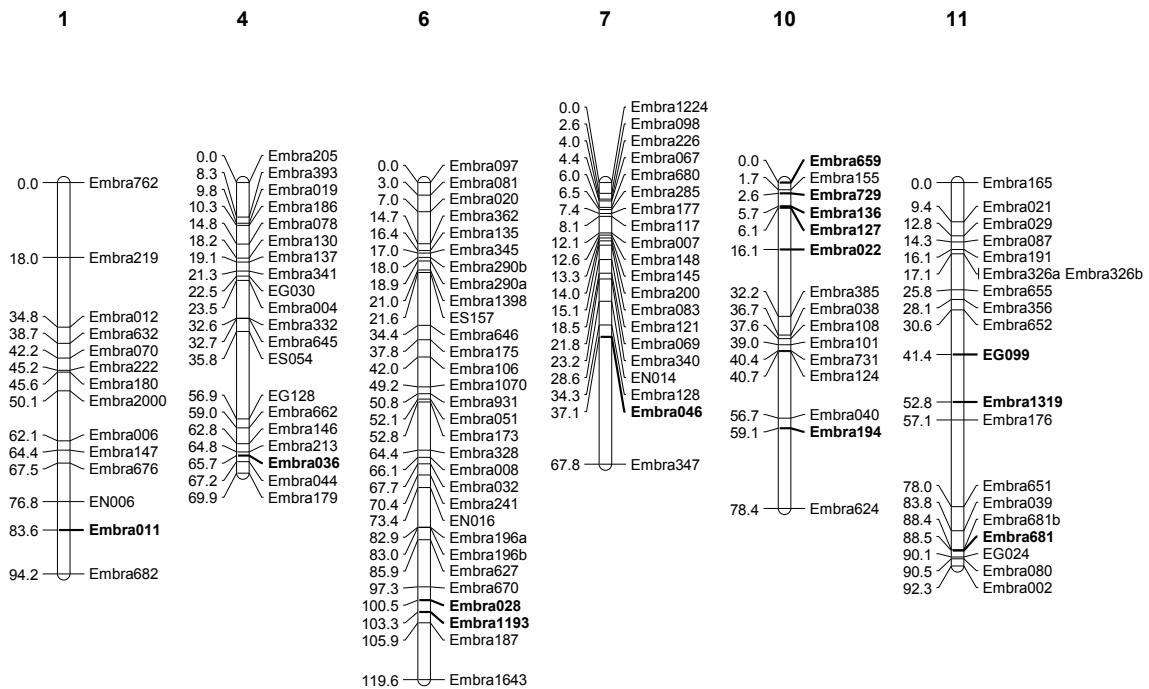 1
0.0 Embra762
18.0 Embra219
34.8 Embra012
38.7 Embra632
42.2 Embra070
45.2 Embra222
45.6 Embra180
50.1 Embra2000
62.1 Embra006
64.4 Embra147
67.5 Embra676
76.8 EN006
83.6 Embra011
94.2 Embra682
4
0.0 Embra205
8.3 Embra393
9.8 Embra019
10.3 Embra186
14.8 Embra078
18.2 Embra130
19.1 Embra137
21.3 Embra341
22.5 EG030
23.5 Embra004
32.6 Embra332
32.7 Embra645
35.8 ES054
56.9 EG128
59.0 Embra662
62.8 Embra146
64.8 Embra213
65.7 Embra036
67.2 Embra044
69.9 Embra179
6
0.0 Embra097
3.0 Embra081
7.0 Embra020
14.7 Embra362
16.4 Embra135
17.0 Embra345
18.0 Embra290b
18.9 Embra290a
21.0 Embra1398
21.6 ES157
34.4 Embra646
37.8 Embra175
42.0 Embra106
49.2 Embra1070
50.8 Embra931
52.1 Embra051
52.8 Embra173
64.4 Embra328
66.1 Embra008
67.7 Embra032
70.4 Embra241
73.4 EN016
82.9 Embra196a
83.0 Embra196b
85.9 Embra627
97.3 Embra670
100.5 Embra028
103.3 Embra1193
105.9 Embra187
119.6 Embra1643
7
0.0 Embra1224
2.6 Embra098
4.0 Embra226
4.4 Embra067
6.0 Embra680
6.5 Embra285
7.4 Embra177
8.1 Embra117
12.1 Embra007
12.6 Embra148
13.3 Embra145
14.0 Embra200
15.1 Embra083
18.5 Embra121
21.8 Embra069
23.2 Embra340
28.6 EN014
34.3 Embra128
37.1 Embra046
67.8 Embra347
10
0.0 Embra659
1.7 Embra155
2.6 Embra729
5.7 Embra136
6.1 Embra127
16.1 Embra022
32.2 Embra385
36.7 Embra038
37.6 Embra108
39.0 Embra101
40.4 Embra731
40.7 Embra124
56.7 Embra040
59.1 Embra194
78.4 Embra624
11
0.0 Embra165
9.4 Embra021
12.8 Embra029
14.3 Embra087
16.1 Embra191
17.1 Embra326a Embra326b
25.8 Embra655
28.1 Embra356
30.6 Embra652
41.4 EG099
52.8 Embra1319
57.1 Embra176
78.0 Embra651
83.8 Embra039
88.4 Embra681b
88.5 Embra681
90.1 EG024
90.5 Embra080
92.3 Embra002